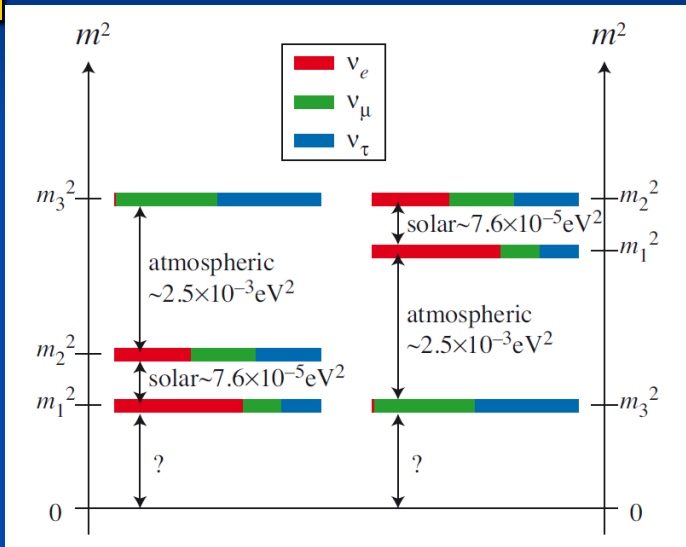 m² m²
νe
νμ
ντ
m₃² m₂²
solar~7.6×10⁻⁵eV²
m₁²
atmospheric
~2.5×10⁻³eV²
atmospheric
~2.5×10⁻³eV²
m₂²
solar~7.6×10⁻⁵eV²
m₁² m₃²
? ?
0 0